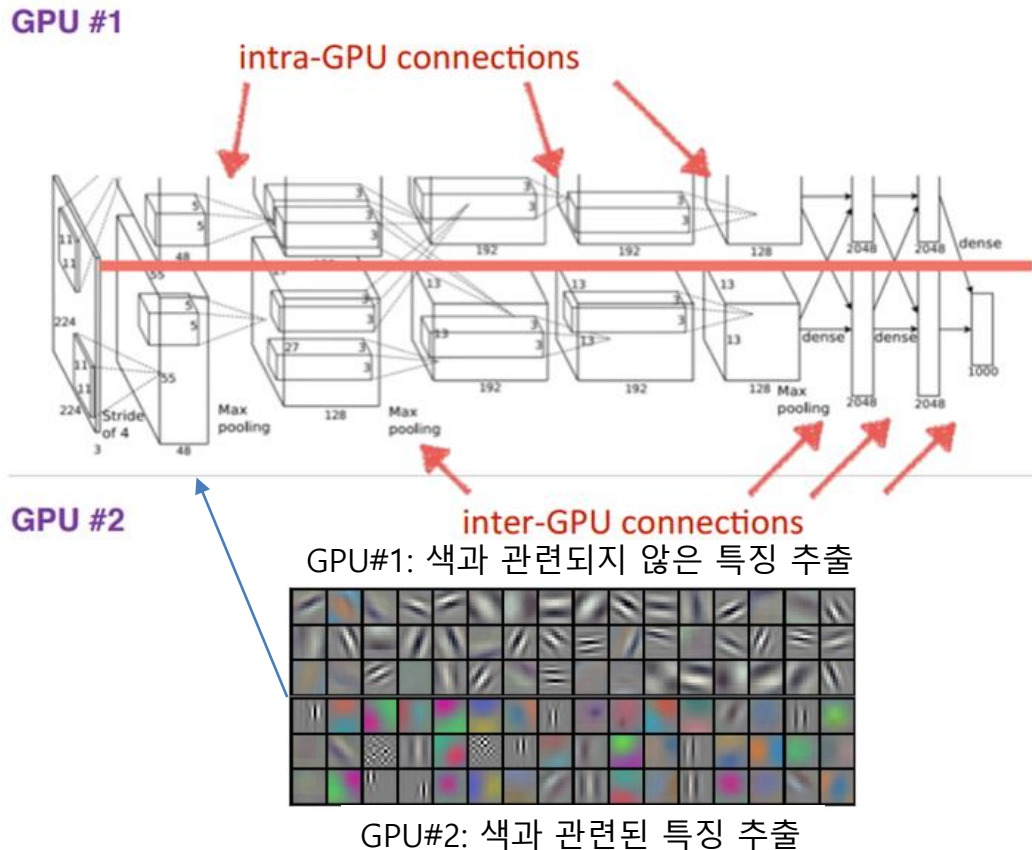 GPU #1
intra-GPU connections
5
5
48
3
3
3
3
3
192
3
3
192
128
2048
2048
dense
11
11
55
27
13
13
13
224
5
5
3
3
3
3
3
3
11
11
55
27
3
3
13
13
13
dense
dense
1000
224
Stride
of 4
3
48
Max
pooling
128
Max
pooling
192
192
128
Max
pooling
2048
2048
GPU #2
inter-GPU connections
GPU#1: 색과 관련되지 않은 특징 추출
GPU#2: 색과 관련된 특징 추출